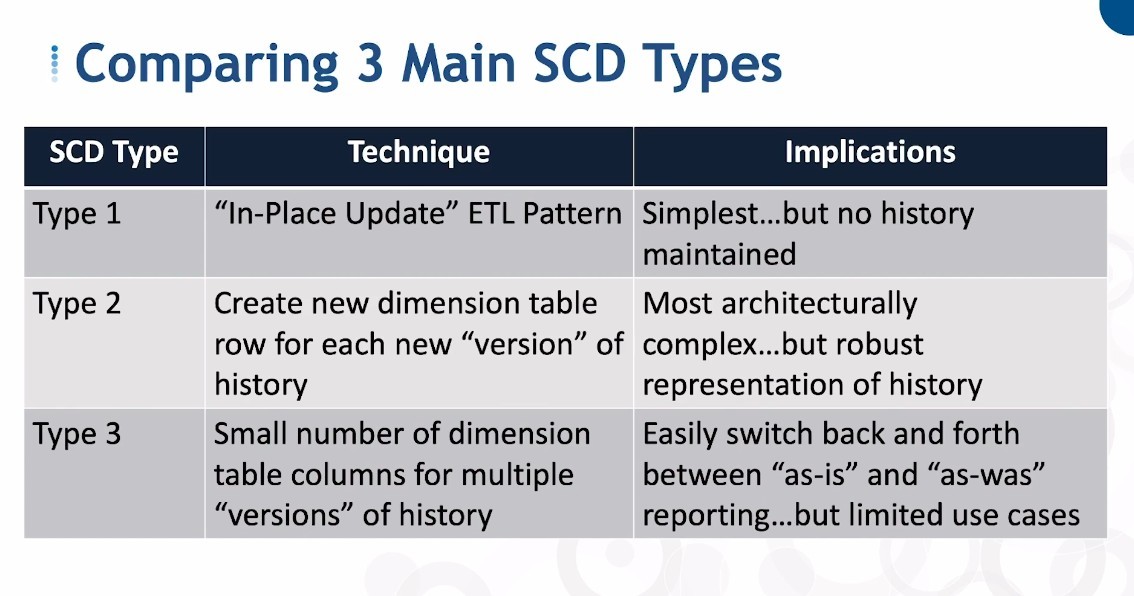 Comparing 3 Main SCD Types
SCD Type Technique Implications
Type 1 “In-Place Update” ETL Pattern Simplest...but no history
maintained
Type 2 Create new dimension table Most architecturally
row for each new “version” of complex...but robust
history representation of history
Type 3 Small number of dimension Easily switch back and forth
table columns for multiple between “as-is” and “as-was”
“versions” of history reporting...but limited use cases